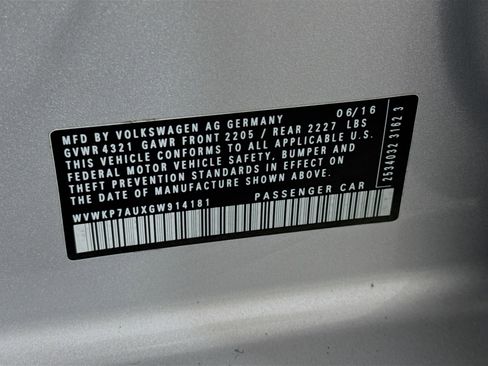 06/16
MFD BY VOLKSWAGEN AG GERMANY
GVWR 4321 GAWR FRONT 2205 / REAR 2227 LBS
THIS VEHICLE CONFORMS TO ALL APPLICABLE U.S.
FEDERAL MOTOR VEHICLE SAFETY, BUMPER AND
THEFT PREVENTION STANDARDS IN EFFECT ON
THE DATE OF MANUFACTURE SHOWN ABOVE.
WVWKP7AUXGW914181 PASSENGER CAR
2534032 3162 3